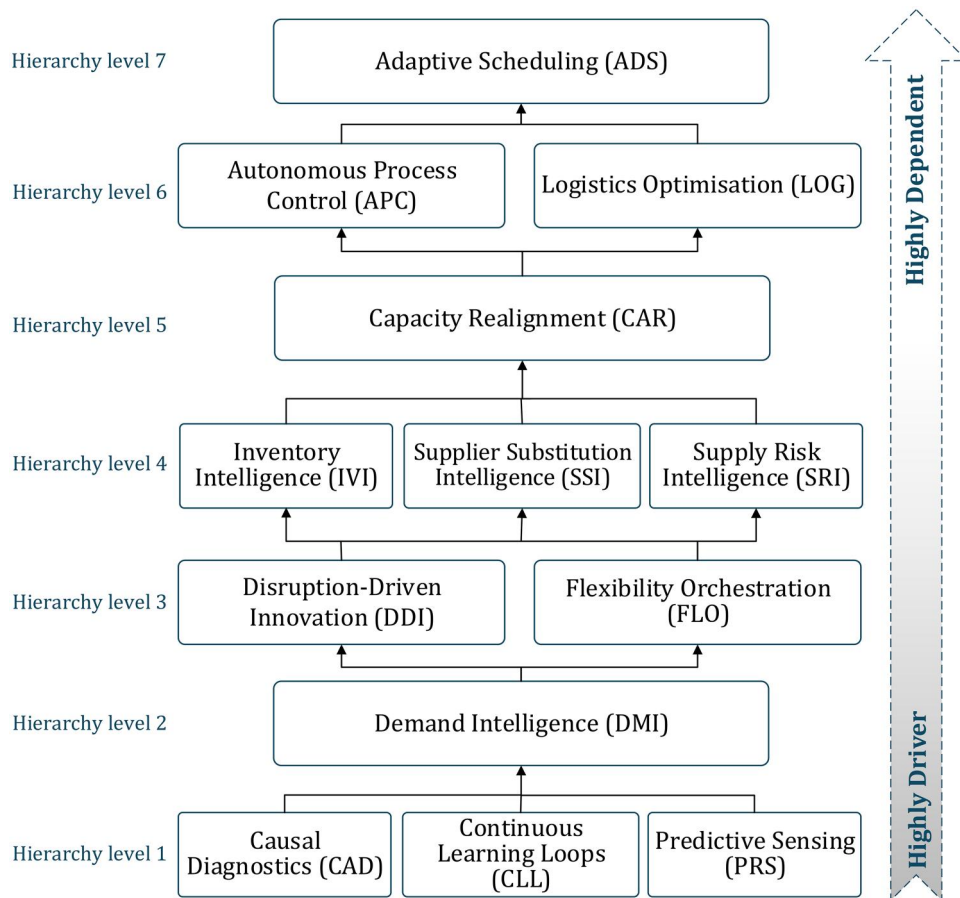 Hierarchy level 7
Adaptive Scheduling (ADS)
Hierarchy level 6
Autonomous Process
Control (APC)
Logistics Optimisation (LOG)
Hierarchy level 5
Capacity Realignment (CAR)
Hierarchy level 4
Inventory
Intelligence (IVI)
Supplier Substitution
Intelligence (SSI)
Supply Risk
Intelligence (SRI)
Hierarchy level 3
Disruption-Driven
Innovation (DDI)
Flexibility Orchestration
(FLO)
Hierarchy level 2
Demand Intelligence (DMI)
Hierarchy level 1
Causal
Diagnostics (CAD)
Continuous
Learning Loops
(CLL)
Predictive Sensing
(PRS)
Highly Dependent
Highly Driver